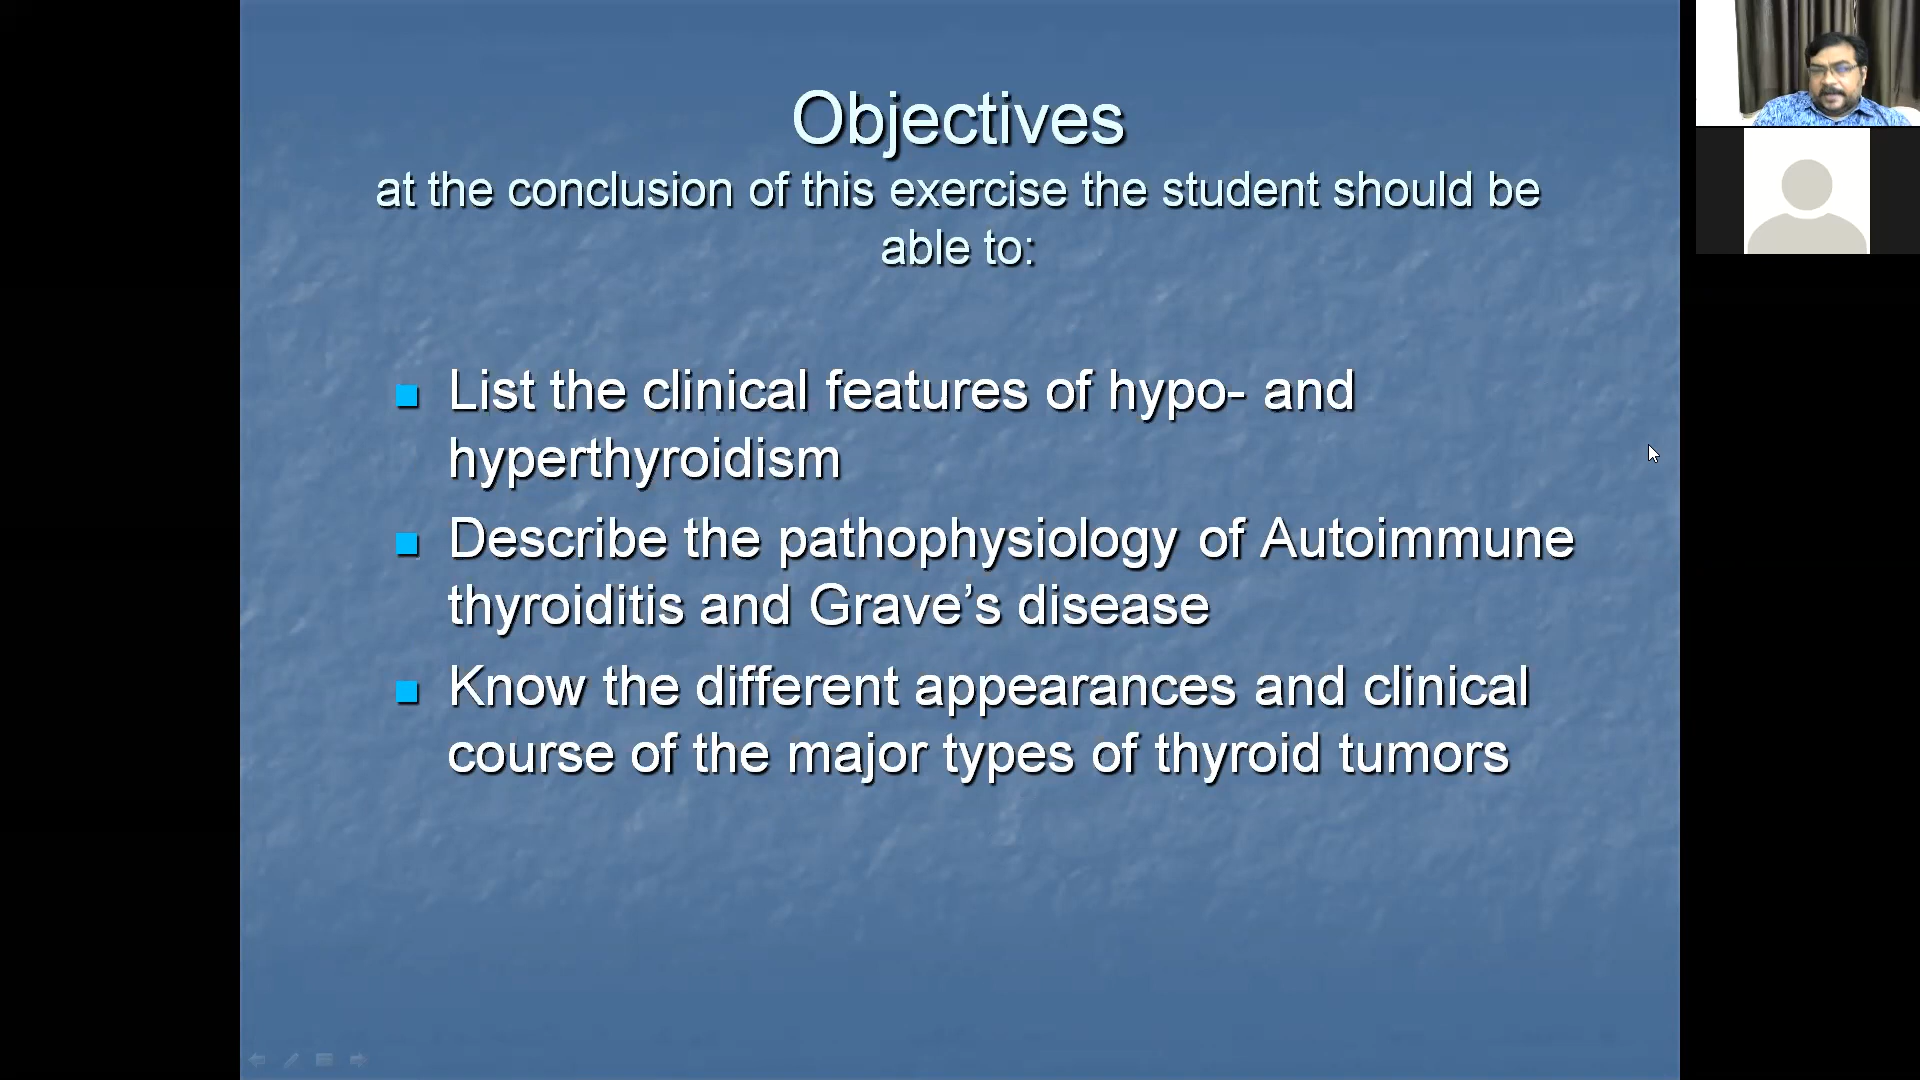 Objectives
at the conclusion of this exercise the student should be
able to:
List the clinical features of hypo- and
hyperthyroidism
Describe the pathophysiology of Autoimmune
thyroiditis and Grave’s disease
Know the different appearances and clinical
course of the major types of thyroid tumors